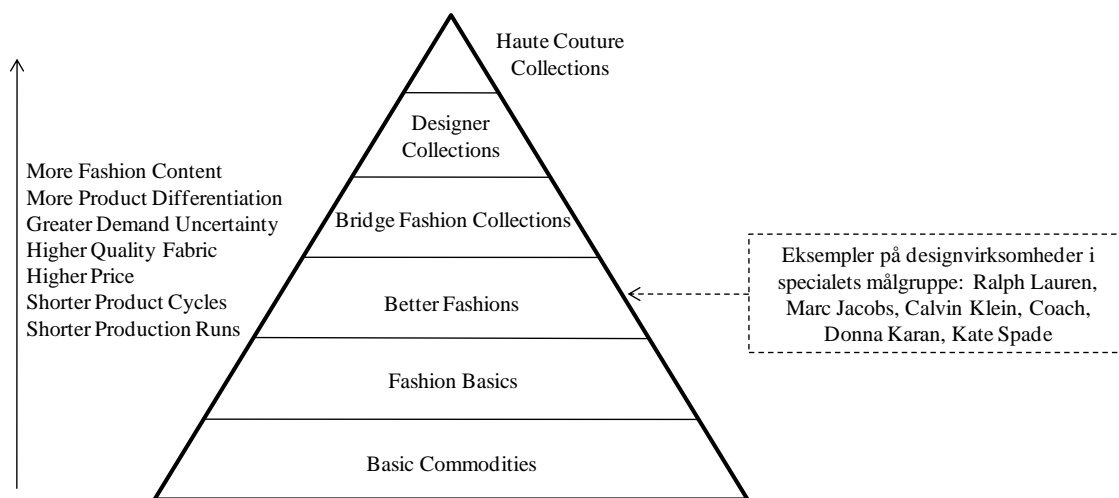 Haute Couture
Collections
Designer
Collections
More Fashion Content
More Product Differentiation
Greater Demand Uncertainty
Higher Quality Fabric
Higher Price
Shorter Product Cycles
Shorter Production Runs
Bridge Fashion Collections
Better Fashions
Eksempler på designvirksomheder i
specialets målgruppe: Ralph Lauren,
Marc Jacobs, Calvin Klein, Coach,
Donna Karan, Kate Spade
Fashion Basics
Basic Commodities